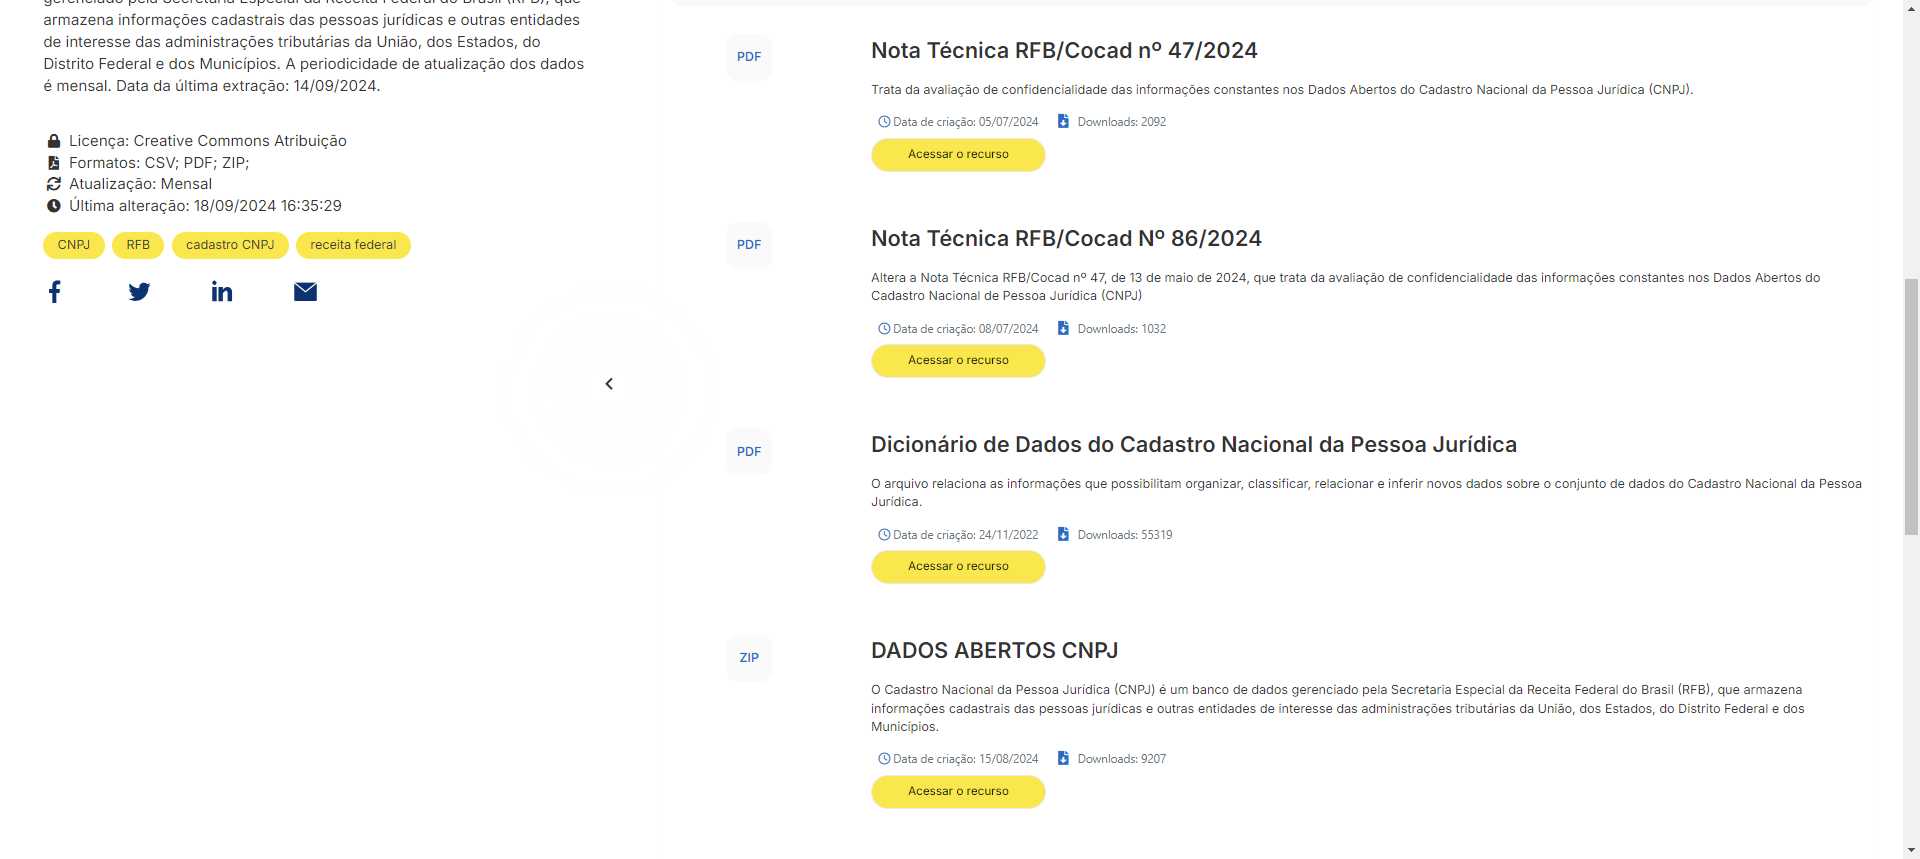 gerenciado pela Secretaria Especial da Receita Federal do Brasil (RFB), que
armazena informações cadastrais das pessoas jurídicas e outras entidades
de interesse das administrações tributárias da União, dos Estados, do
Distrito Federal e dos Municípios. A periodicidade de atualização dos dados
é mensal. Data da última extração: 14/09/2024.
Licença: Creative Commons Atribuição
Formatos: CSV; PDF; ZIP;
Atualização: Mensal
Última alteração: 18/09/2024 16:35:29
CNPJ RFB cadastro CNPJ receita federal
PDF
Nota Técnica RFB/Cocad nº 47/2024
Trata da avaliação de confidencialidade das informações constantes nos Dados Abertos do Cadastro Nacional da Pessoa Jurídica (CNPJ).
Data de criação: 05/07/2024 Downloads: 2092
Acessar o recurso
PDF
Nota Técnica RFB/Cocad Nº 86/2024
Altera a Nota Técnica RFB/Cocad nº 47, de 13 de maio de 2024, que trata da avaliação de confidencialidade das informações constantes nos Dados Abertos do
Cadastro Nacional de Pessoa Jurídica (CNPJ)
Data de criação: 08/07/2024 Downloads: 1032
Acessar o recurso
PDF
Dicionário de Dados do Cadastro Nacional da Pessoa Jurídica
O arquivo relaciona as informações que possibilitam organizar, classificar, relacionar e inferir novos dados sobre o conjunto de dados do Cadastro Nacional da Pessoa
Jurídica.
Data de criação: 24/11/2022 Downloads: 55319
Acessar o recurso
ZIP
DADOS ABERTOS CNPJ
O Cadastro Nacional da Pessoa Jurídica (CNPJ) é um banco de dados gerenciado pela Secretaria Especial da Receita Federal do Brasil (RFB), que armazena
informações cadastrais das pessoas jurídicas e outras entidades de interesse das administrações tributárias da União, dos Estados, do Distrito Federal e dos
Municípios.
Data de criação: 15/08/2024 Downloads: 9207
Acessar o recurso